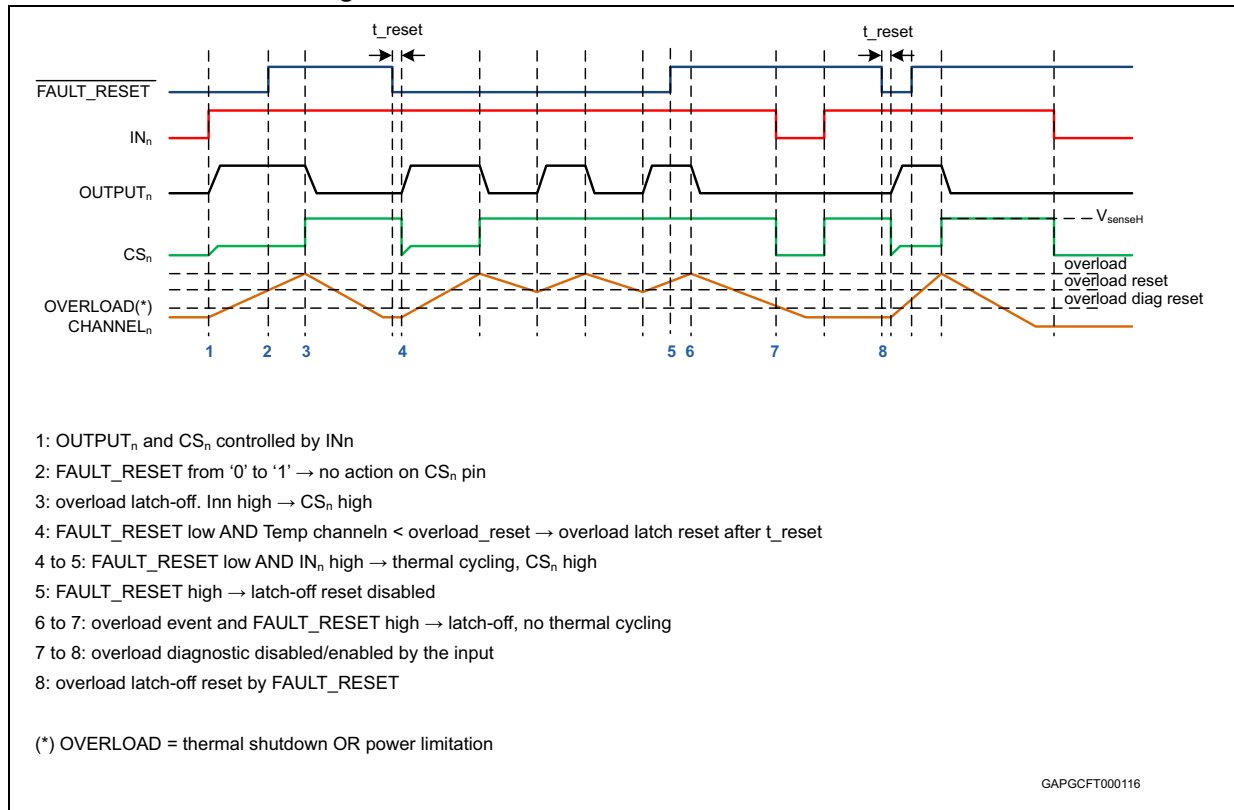 t_reset t_reset
FAULT_RESET
INn
OUTPUTn
VsenseH
CSn
overload
overload reset
overload diag reset
OVERLOAD(*)
CHANNELn
1 2 3 4 5 6 7 8
1: OUTPUTn and CSn controlled by INn
2: FAULT_RESET from ‘0’ to ‘1’ → no action on CSn pin
3: overload latch-off. Inn high → CSn high
4: FAULT_RESET low AND Temp channeln < overload_reset → overload latch reset after t_reset
4 to 5: FAULT_RESET low AND INn high → thermal cycling, CSn high
5: FAULT_RESET high → latch-off reset disabled
6 to 7: overload event and FAULT_RESET high → latch-off, no thermal cycling
7 to 8: overload diagnostic disabled/enabled by the input
8: overload latch-off reset by FAULT_RESET
(*) OVERLOAD = thermal shutdown OR power limitation
GAPGCFT000116